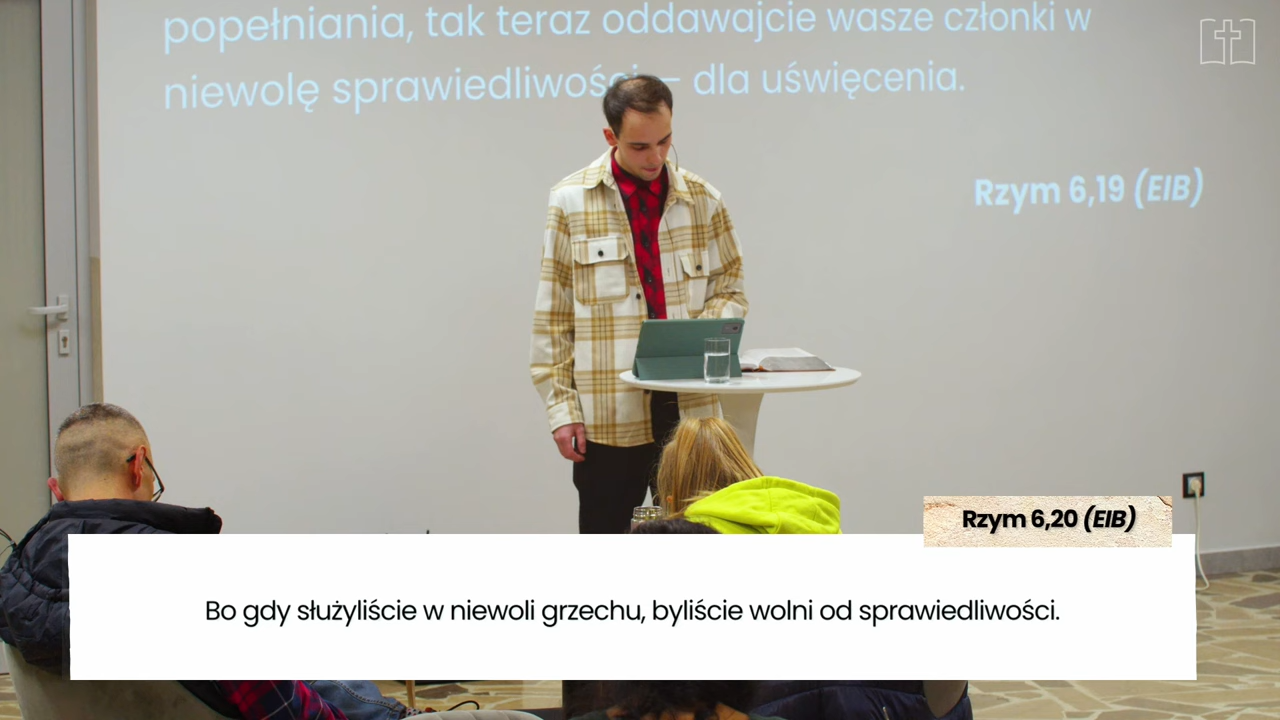 popełniania, tak teraz oddawajcie wasze członki w
niewolę sprawiedliwości – dla uświęcenia.
Rzym 6,19 (EIB)
Rzym 6,20 (EIB)
Bo gdy służyliście w niewoli grzechu, byliście wolni od sprawiedliwości.